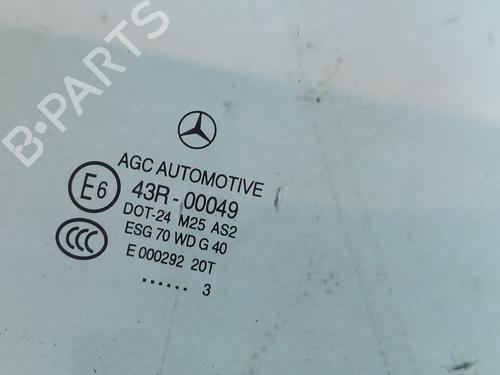 B-PARTS
AGC AUTOMOTIVE
E6 43R-00049
DOT-24 M25 AS2
CCC ESG 70 WD G 40
E 000292 20T
...... 3